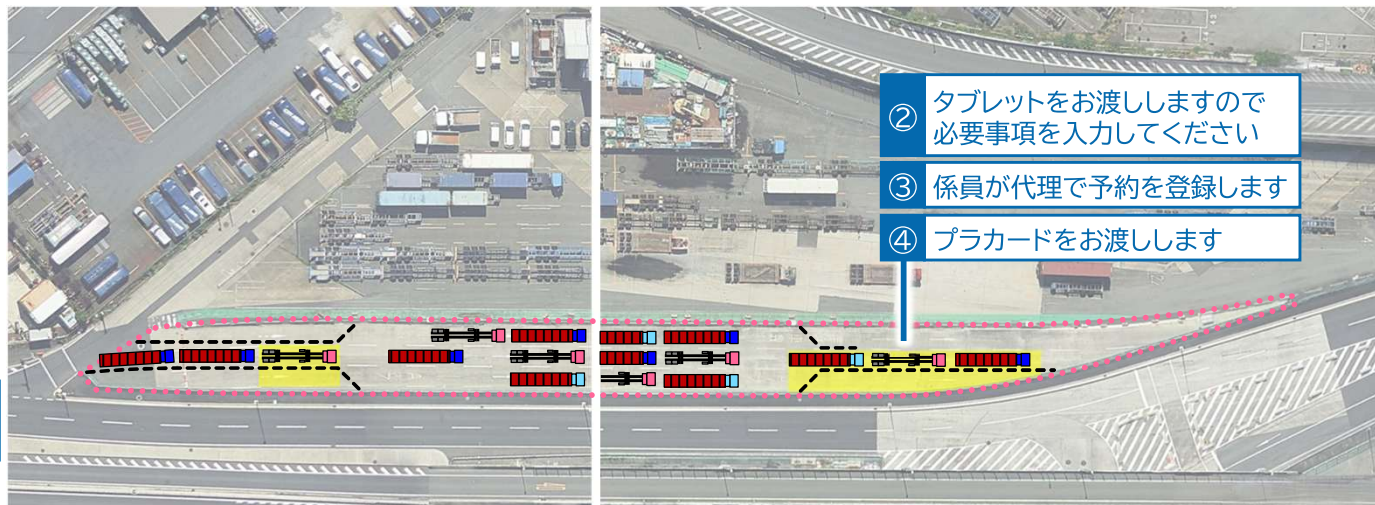 ② タブレットをお渡ししますので
必要事項を入力してください
③ 係員が代理で予約を登録します
④ プラカードをお渡しします